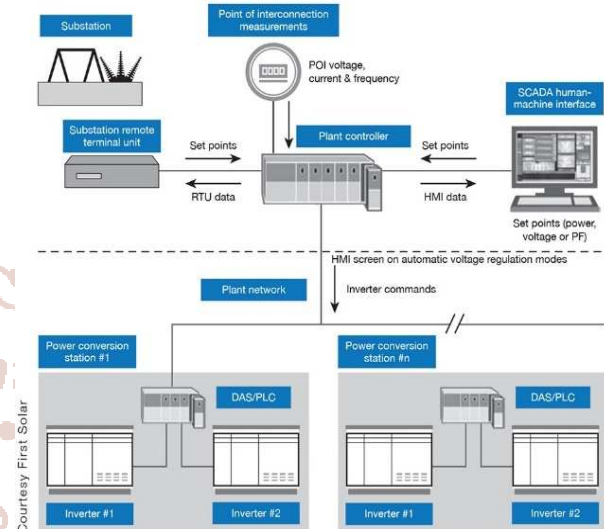 Substation
Point of interconnection
measurements
POI voltage,
current & frequency
SCADA human-
machine interface
Substation remote
terminal unit
Set points
Plant controller
Set points
RTU data
HMI data
Set points (power,
voltage or PF)
HMI screen on automatic voltage regulation modes
Plant network
Inverter commands
Power conversion
station #1
Power conversion
station #n
DAS/PLC
DAS/PLC
Inverter #1
Inverter #2
Inverter #1
Inverter #2
Courtesy First Solar